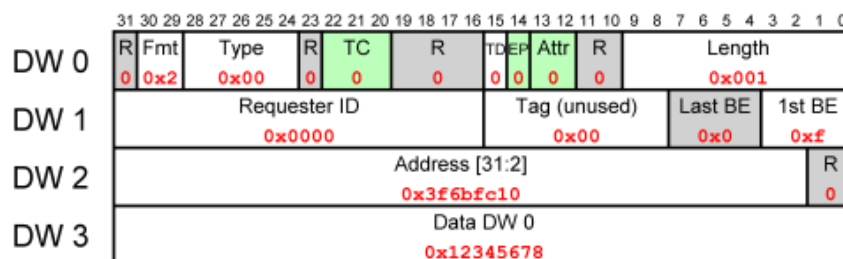 31 30 29 28 27 26 25 24 23 22 21 20 19 18 17 16 15 14 13 12 11 10 9 8 7 6 5 4 3 2 1 0
DW 0 R Fmt Type R TC R TD EP Attr R Length
0 0x2 0x00 0 0 0 0 0 0 0 0x001
DW 1 Requester ID Tag (unused) Last BE 1st BE
0x0000 0x00 0x0 0xf
DW 2 Address [31:2] R
0x3f6bfc10 0
DW 3 Data DW 0
0x12345678